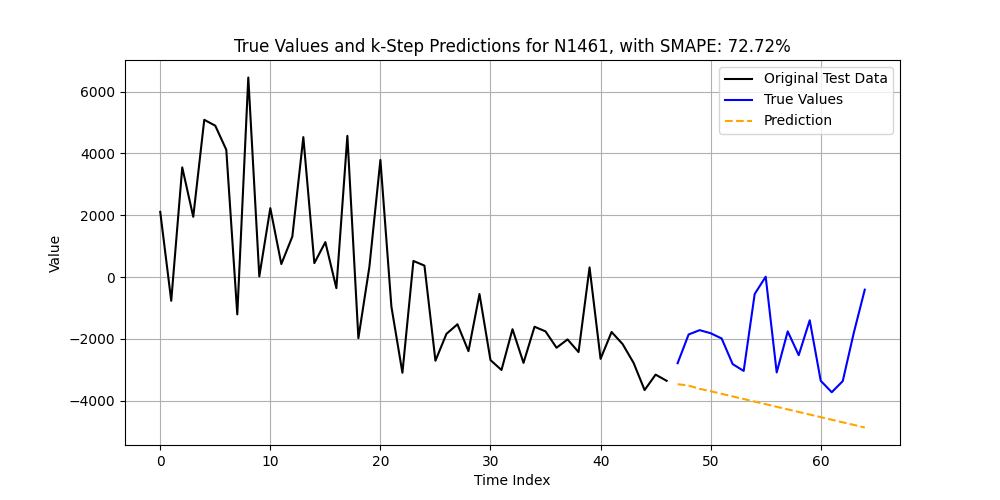 True Values and k-Step Predictions for N1461, with SMAPE: 72.72%
Original Test Data
True Values
Prediction
6000
4000
2000
0
−2000
−4000
Value
0 10 20 30 40 50 60
Time Index